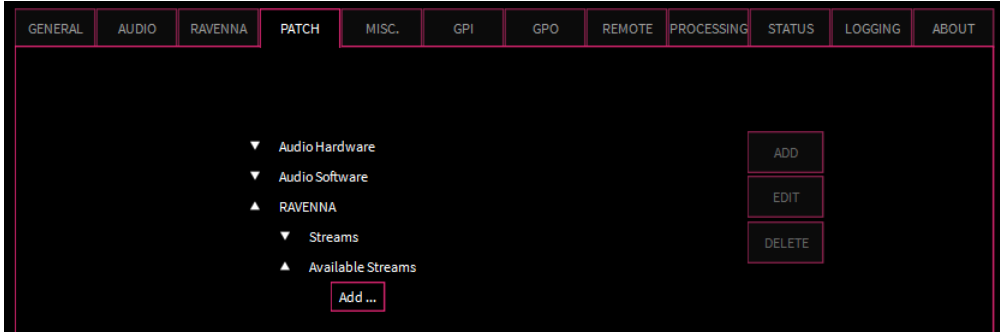 GENERAL AUDIO RAVENNA PATCH MISC. GPI GPO REMOTE PROCESSING STATUS LOGGING ABOUT
Audio Hardware
ADD
Audio Software
EDIT
RAVENNA
Streams
DELETE
Available Streams
Add ...